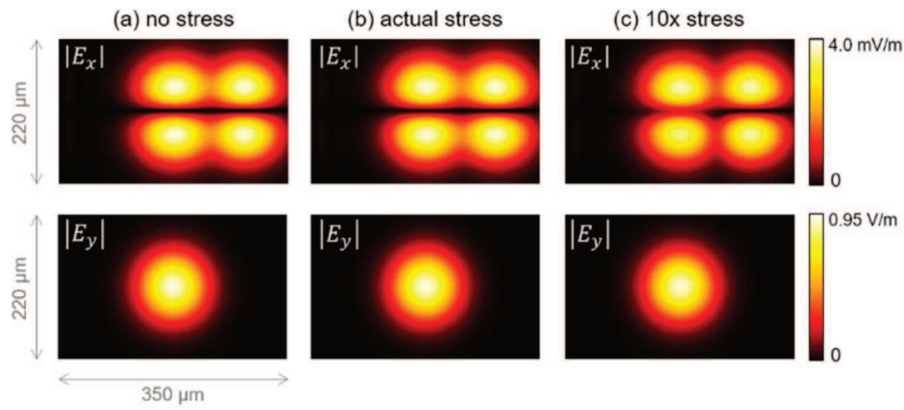 (a) no stress (b) actual stress (c) 10x stress
|Ex| |Ex| |Ex| 4.0 mV/m
220 µm
0
|Ey| |Ey| |Ey| 0.95 V/m
220 µm
0
350 µm